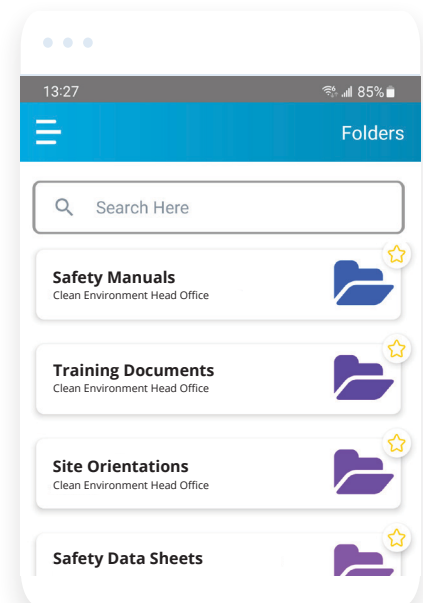 13:27
85%
Folders
Search Here
Safety Manuals
Clean Environment Head Office
Training Documents
Clean Environment Head Office
Site Orientations
Clean Environment Head Office
Safety Data Sheets